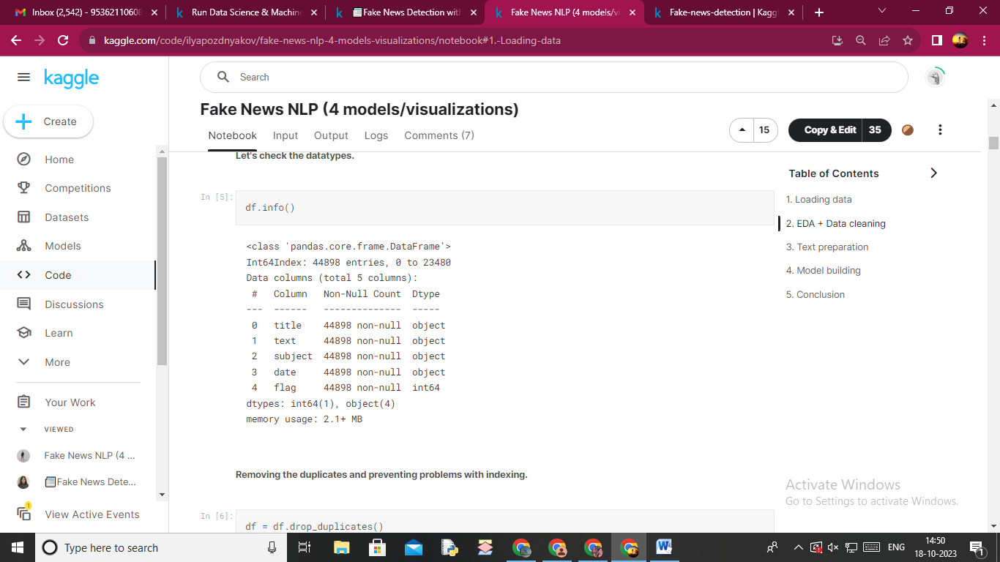 Inbox (2,542) - 95362110608
Run Data Science & Machine
Fake News Detection with
Fake News NLP (4 models/vi
Fake-news-detection | Kaggl
kaggle.com/code/ilyapozdnyakov/fake-news-nlp-4-models-visualizations/notebook#1.-Loading-data
kaggle
Search
Create
Home
Competitions
Datasets
Models
Code
Discussions
Learn
More
Your Work
VIEWED
Fake News NLP (4 ...
Fake News Dete...
1
View Active Events
Fake News NLP (4 models/visualizations)
Notebook
Input
Output
Logs
Comments (7)
15
Copy & Edit
35
Let's check the datatypes.
In [5]:
df.info()
<class 'pandas.core.frame.DataFrame'>
Int64Index: 44898 entries, 0 to 23480
Data columns (total 5 columns):
 #   Column   Non-Null Count  Dtype
---  ------   --------------  -----
 0   title    44898 non-null  object
 1   text     44898 non-null  object
 2   subject  44898 non-null  object
 3   date     44898 non-null  object
 4   flag     44898 non-null  int64
dtypes: int64(1), object(4)
memory usage: 2.1+ MB
Removing the duplicates and preventing problems with indexing.
In [6]:
df = df.drop_duplicates()
Table of Contents
1. Loading data
2. EDA + Data cleaning
3. Text preparation
4. Model building
5. Conclusion
Activate Windows
Go to Settings to activate Windows.
Type here to search
ENG
14:50
18-10-2023
1